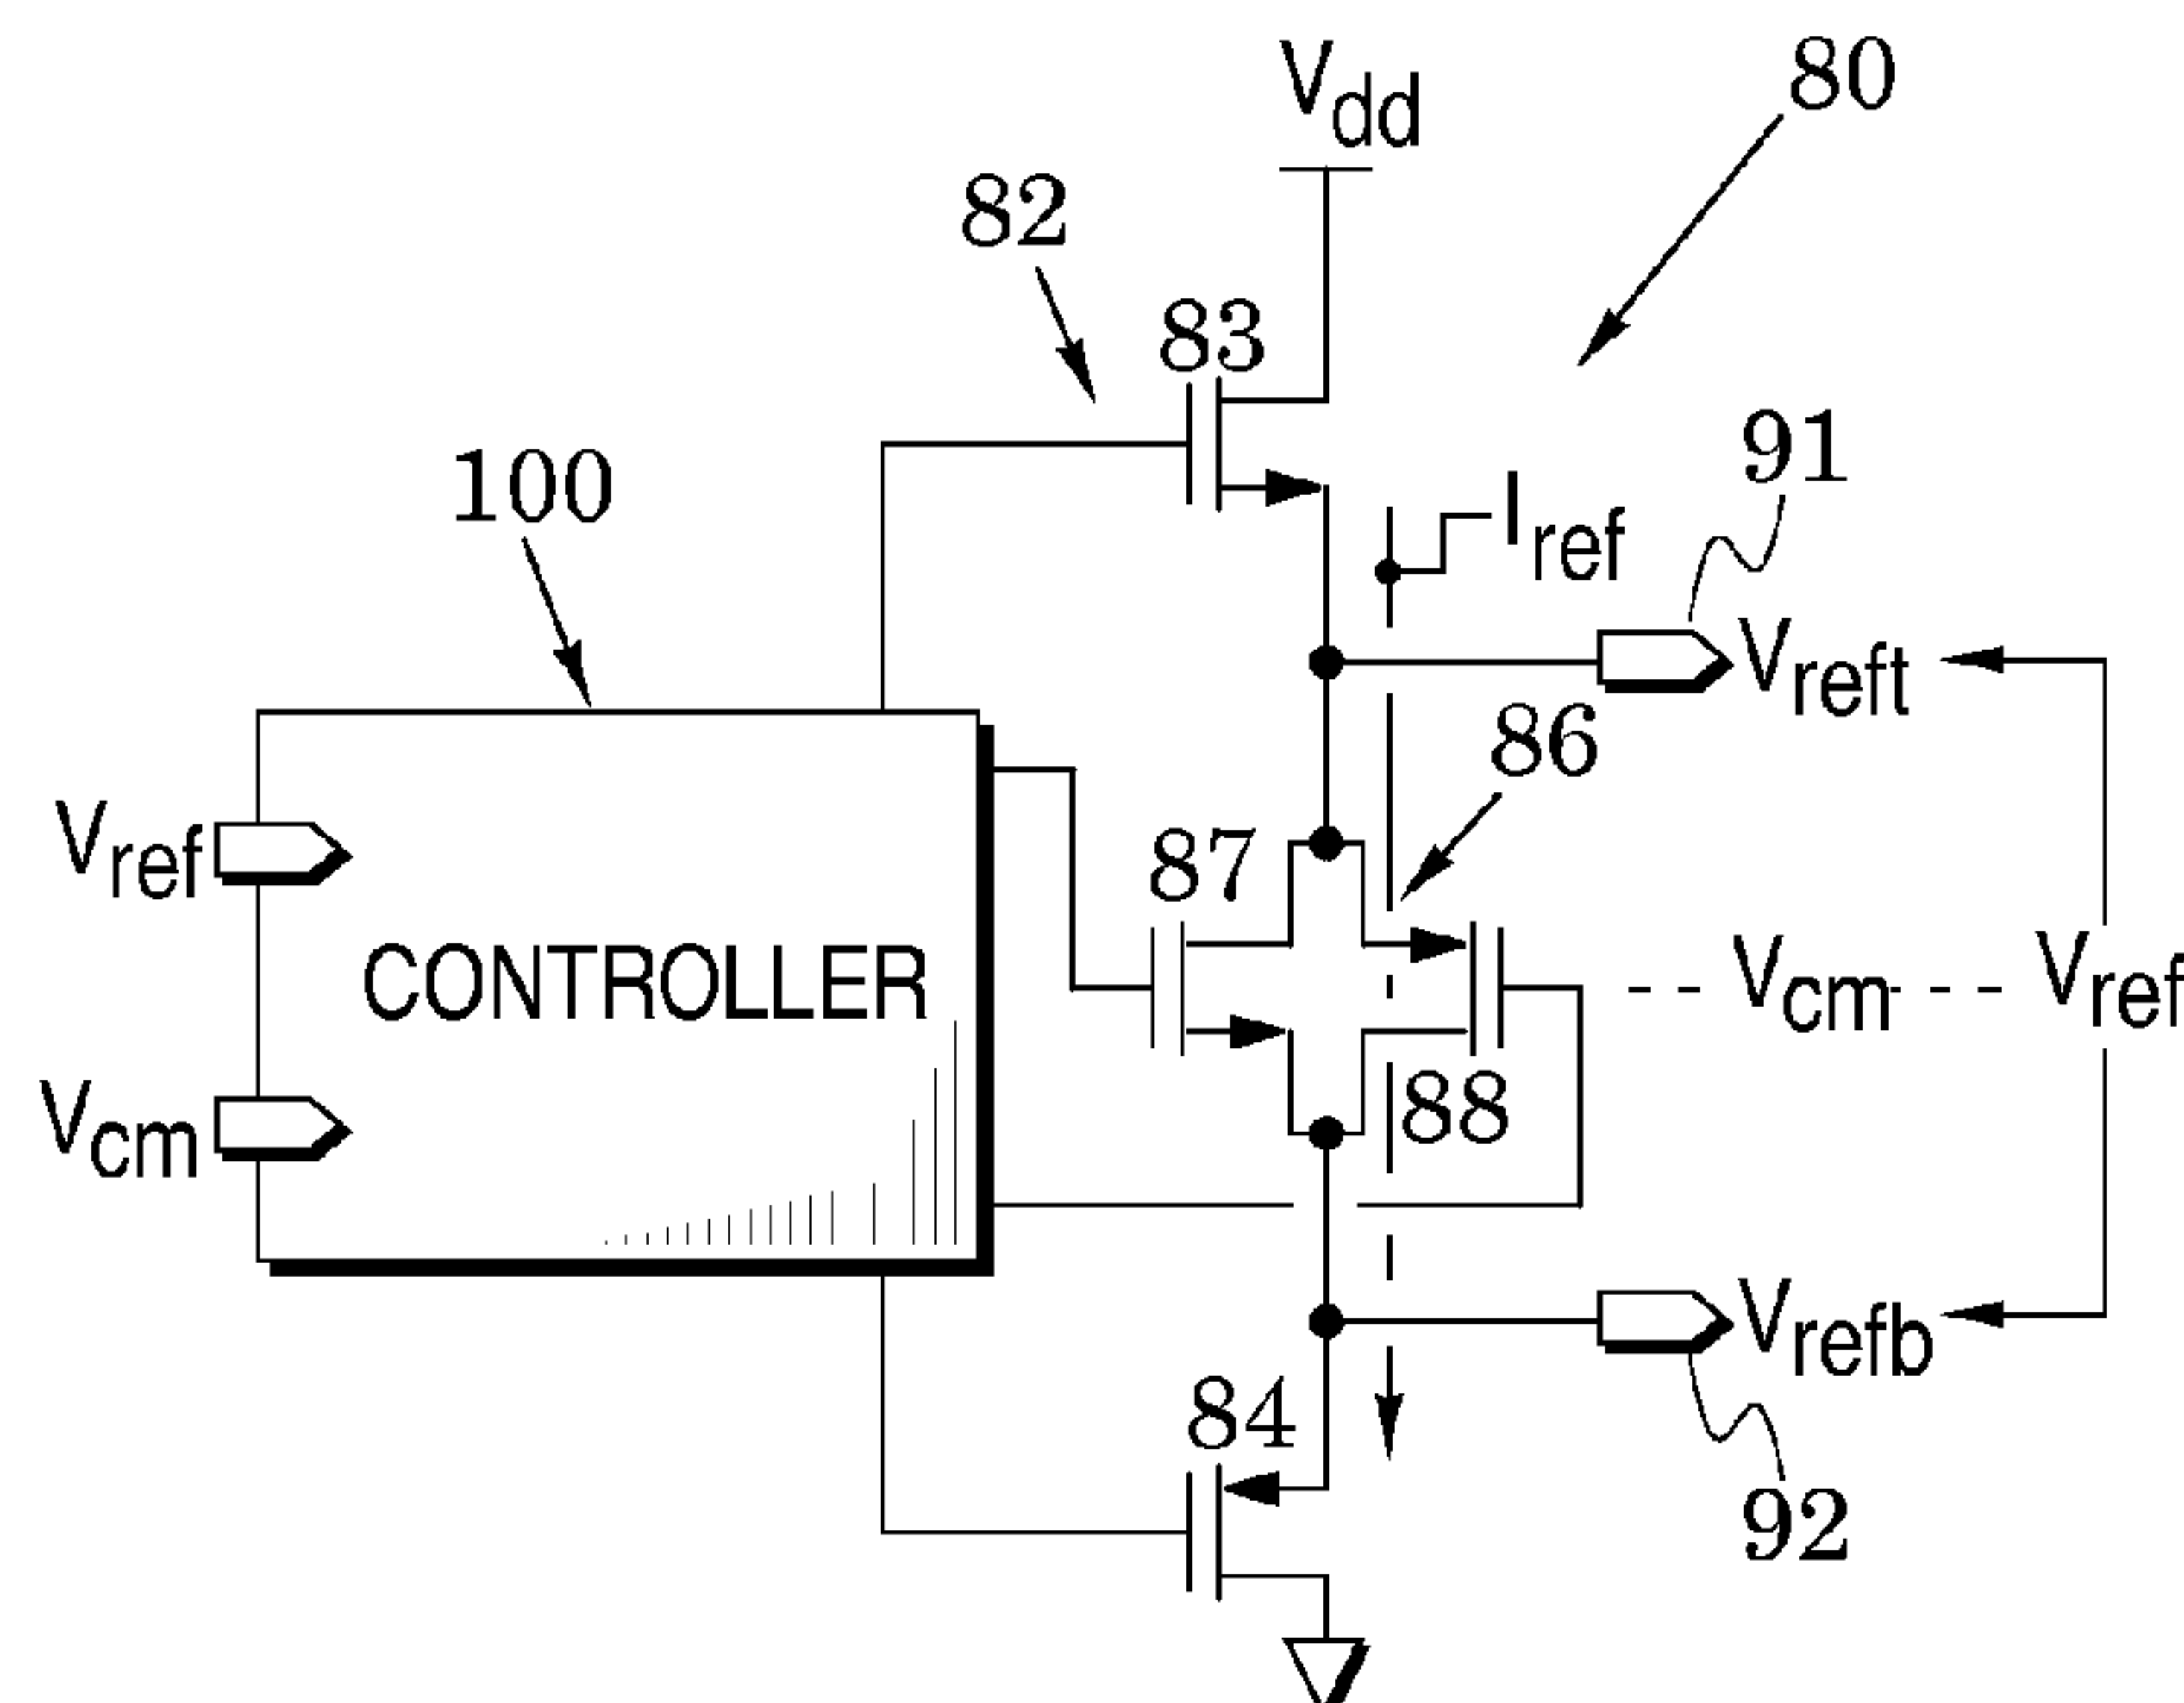 Vdd
80
82
83
91
100
Iref
Vreft
86
Vref
87
CONTROLLER
Vcm
Vref
Vcm
88
Vrefb
84
92